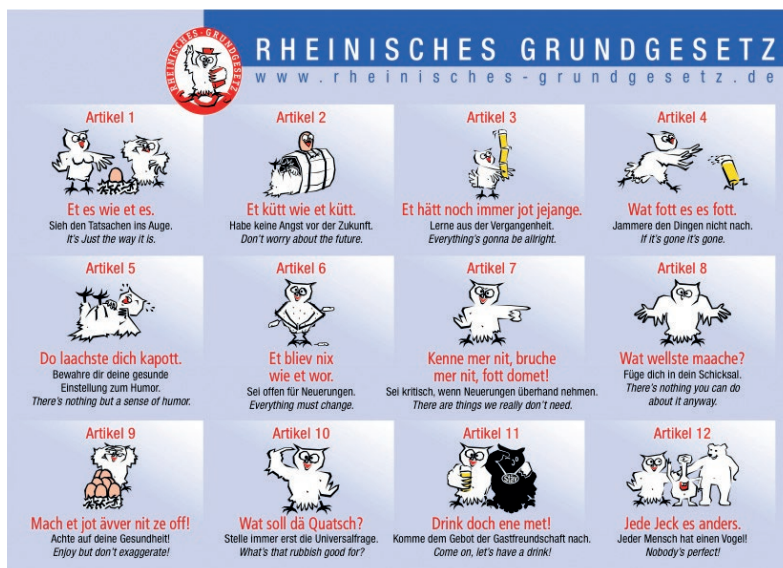 RHEINISCHES GRUNDGESETZ
www.rheinisches-grundgesetz.de
RHEINISCHES-GRUNDGESETZ
Artikel 1
Et es wie et es.
Sieh den Tatsachen ins Auge.
It's Just the way it is.
Artikel 2
Et kütt wie et kütt.
Habe keine Angst vor der Zukunft.
Don't worry about the future.
Artikel 3
Et hätt noch immer jot jejange.
Lerne aus der Vergangenheit.
Everything's gonna be allright.
Artikel 4
Wat fott es es fott.
Jammere den Dingen nicht nach.
If it's gone it's gone.
Artikel 5
Do laachste dich kapott.
Bewahre dir deine gesunde
Einstellung zum Humor.
There's nothing but a sense of humor.
Artikel 6
Et bliev nix
wie et wor.
Sei offen für Neuerungen.
Everything must change.
Artikel 7
Kenne mer nit, bruche
mer nit, fott domet!
Sei kritisch, wenn Neuerungen überhand nehmen.
There are things we really don't need.
Artikel 8
Wat wellste maache?
Füge dich in dein Schicksal.
There's nothing you can do
about it anyway.
Artikel 9
Mach et jot ävver nit ze off!
Achte auf deine Gesundheit!
Enjoy but don't exaggerate!
Artikel 10
Wat soll dä Quatsch?
Stelle immer erst die Universalfrage.
What's that rubbish good for?
Artikel 11
Drink doch ene met!
Komme dem Gebot der Gastfreundschaft nach.
Come on, let's have a drink!
Artikel 12
Jede Jeck es anders.
Jeder Mensch hat einen Vogel!
Nobody's perfect!